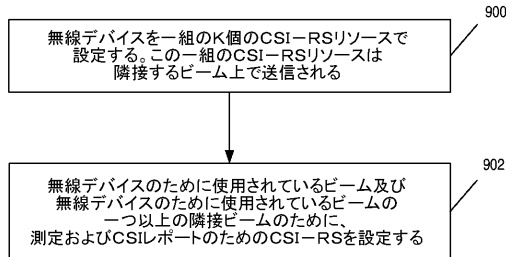 無線デバイスを一組のK個のCSI-RSリソースで
設定する。この一組のCSI-RSリソースは
隣接するビーム上で送信される
900
無線デバイスのために使用されているビーム及び
無線デバイスのために使用されているビームの
一つ以上の隣接ビームのために、
測定およびCSIレポートのためのCSI-RSを設定する
902